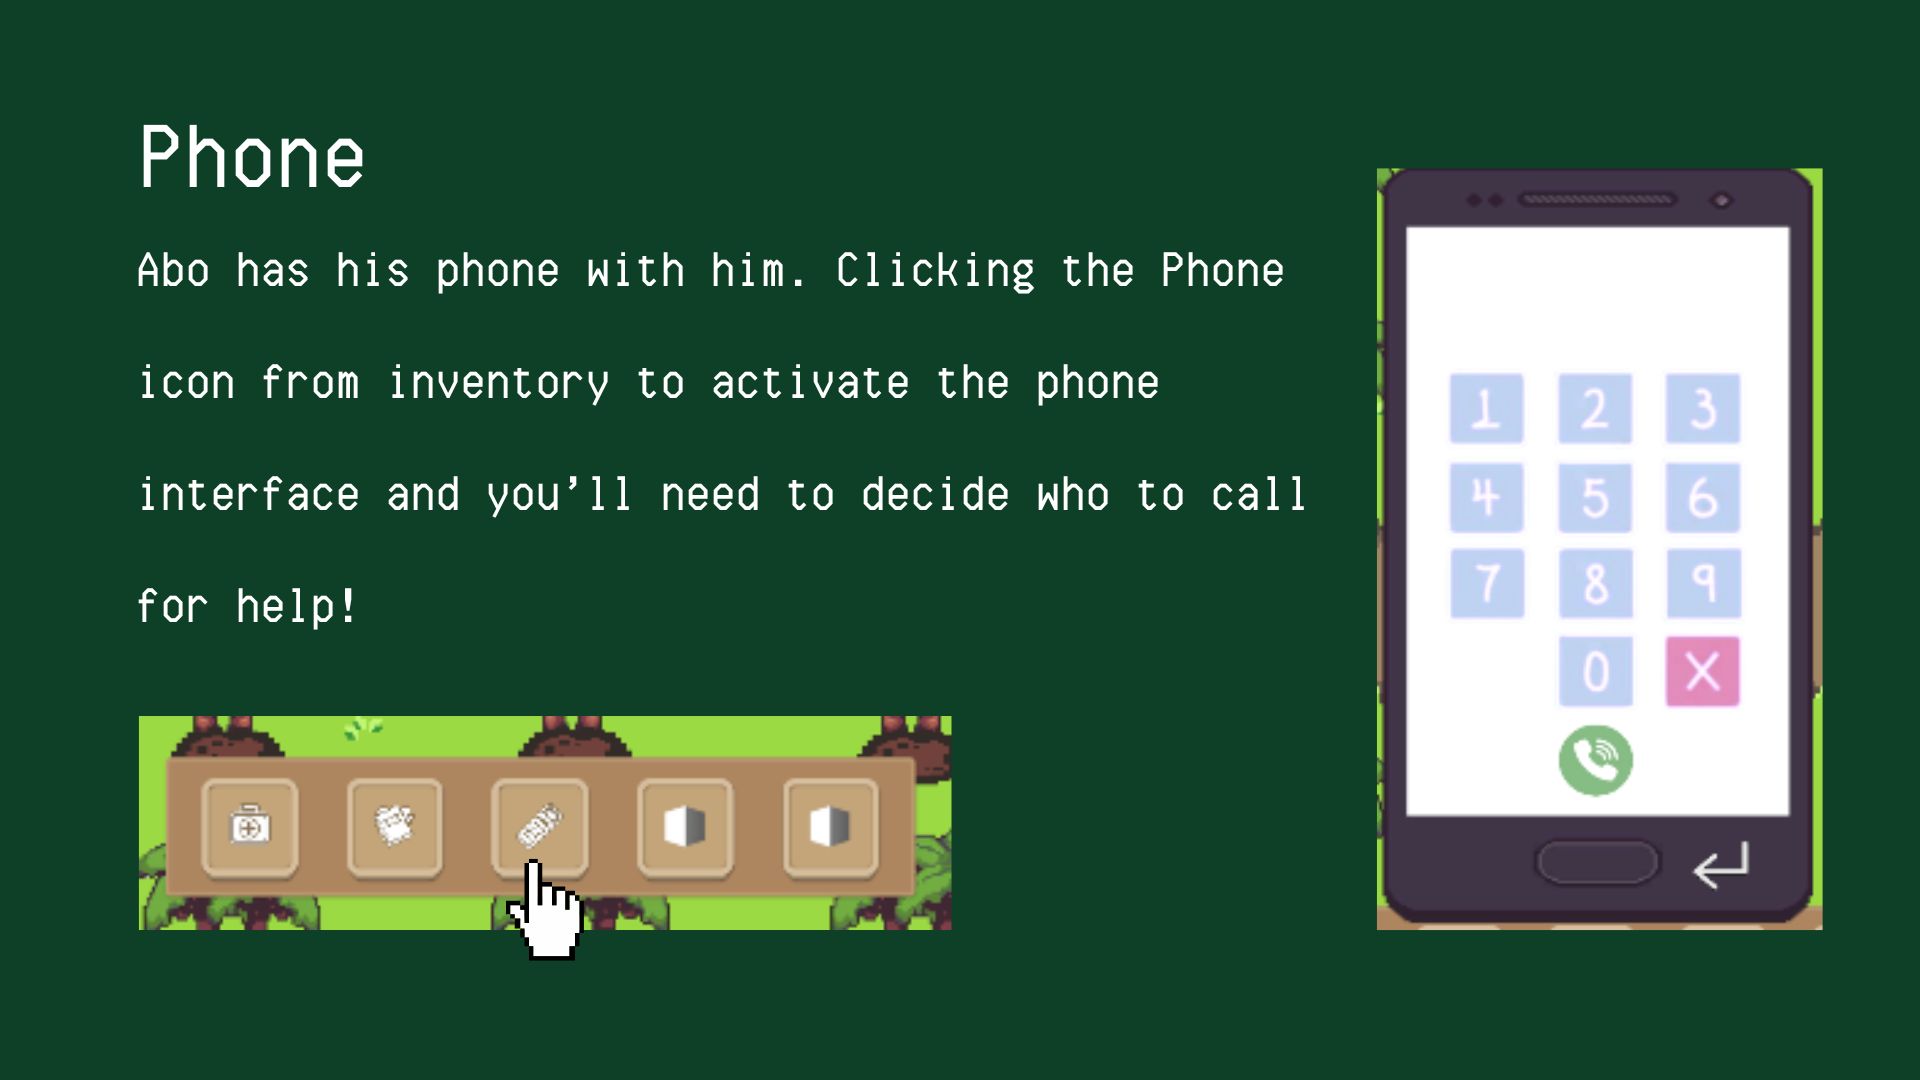 Phone
Abo has his phone with him. Clicking the Phone
icon from inventory to activate the phone
interface and you’ll need to decide who to call
for help!
1 2 3
4 5 6
7 8 9
0 X